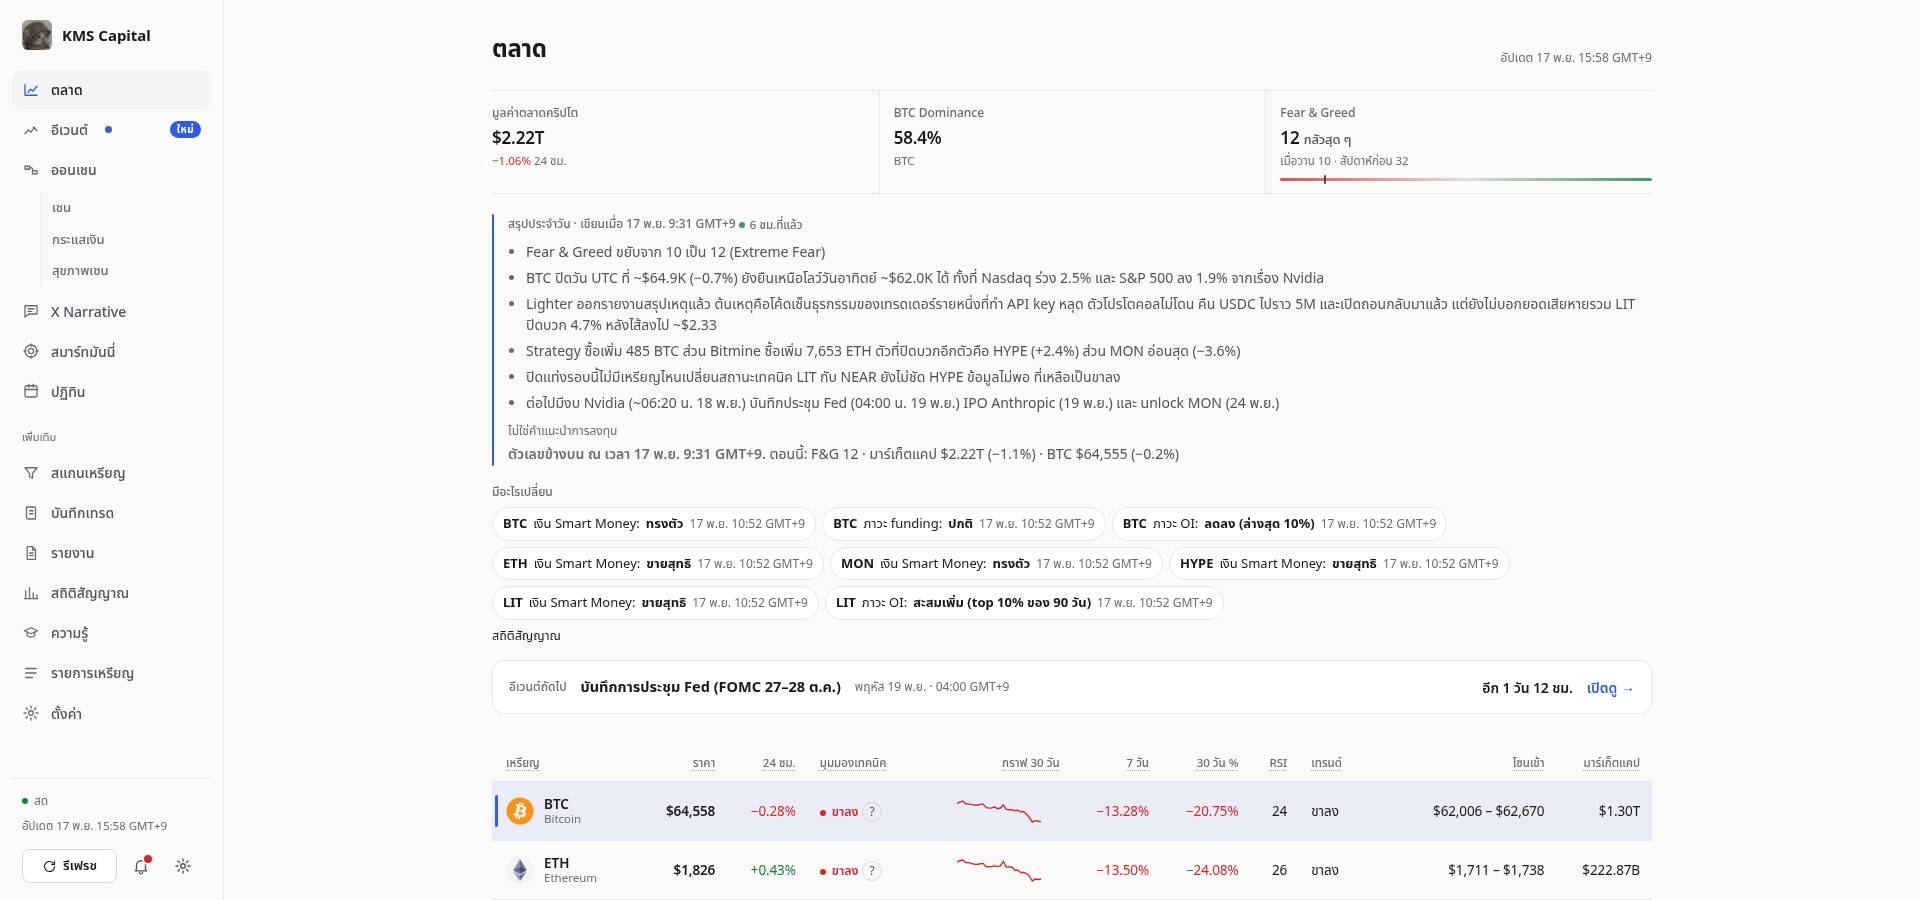 KMS Capital
ตลาด
อีเวนต์
ใหม่
ออนเชน
เชน
กระแสเงิน
สุขภาพเชน
X Narrative
สมาร์ทมันนี่
ปฏิทิน
เพิ่มเติม
สแกนเหรียญ
บันทึกเทรด
รายงาน
สถิติสัญญาณ
ความรู้
รายการเหรียญ
ตั้งค่า
สด
อัปเดต 17 พ.ย. 15:58 GMT+9
รีเฟรช
ตลาด
อัปเดต 17 พ.ย. 15:58 GMT+9
มูลค่าตลาดคริปโต
$2.22T
−1.06% 24 ชม.
BTC Dominance
58.4%
BTC
Fear & Greed
12 กลัวสุด ๆ
เมื่อวาน 10 · สัปดาห์ก่อน 32
สรุปประจำวัน · เขียนเมื่อ 17 พ.ย. 9:31 GMT+9 ● 6 ชม.ที่แล้ว
• Fear & Greed ขยับจาก 10 เป็น 12 (Extreme Fear)
• BTC ปิดวัน UTC ที่ ~$64.9K (−0.7%) ยังยืนเหนือโลว์วันอาทิตย์ ~$62.0K ได้ ทั้งที่ Nasdaq ร่วง 2.5% และ S&P 500 ลง 1.9% จากเรื่อง Nvidia
• Lighter ออกรายงานสรุปเหตุแล้ว ต้นเหตุคือโค้ดเซ็นธุรกรรมของเทรดเดอร์รายหนึ่งที่ทำ API key หลุด ตัวโปรโตคอลไม่โดน คืน USDC ไปราว 5M และเปิดถอนกลับมาแล้ว แต่ยังไม่บอกยอดเสียหายรวม LIT
ปิดบวก 4.7% หลังไส้ลงไป ~$2.33
• Strategy ซื้อเพิ่ม 485 BTC ส่วน Bitmine ซื้อเพิ่ม 7,653 ETH ตัวที่ปิดบวกอีกตัวคือ HYPE (+2.4%) ส่วน MON อ่อนสุด (−3.6%)
• ปิดแท่งรอบนี้ไม่มีเหรียญไหนเปลี่ยนสถานะเทคนิค LIT กับ NEAR ยังไม่ชัด HYPE ข้อมูลไม่พอ ที่เหลือเป็นขาลง
• ต่อไปมีงบ Nvidia (~06:20 น. 18 พ.ย.) บันทึกประชุม Fed (04:00 น. 19 พ.ย.) IPO Anthropic (19 พ.ย.) และ unlock MON (24 พ.ย.)
ไม่ใช่คำแนะนำการลงทุน
ตัวเลขข้างบน ณ เวลา 17 พ.ย. 9:31 GMT+9. ตอนนี้: F&G 12 · มาร์เก็ตแคป $2.22T (−1.1%) · BTC $64,555 (−0.2%)
มีอะไรเปลี่ยน
BTC เงิน Smart Money: ทรงตัว 17 พ.ย. 10:52 GMT+9
BTC ภาวะ funding: ปกติ 17 พ.ย. 10:52 GMT+9
BTC ภาวะ OI: ลดลง (ล่างสุด 10%) 17 พ.ย. 10:52 GMT+9
ETH เงิน Smart Money: ขายสุทธิ 17 พ.ย. 10:52 GMT+9
MON เงิน Smart Money: ทรงตัว 17 พ.ย. 10:52 GMT+9
HYPE เงิน Smart Money: ขายสุทธิ 17 พ.ย. 10:52 GMT+9
LIT เงิน Smart Money: ขายสุทธิ 17 พ.ย. 10:52 GMT+9
LIT ภาวะ OI: สะสมเพิ่ม (top 10% ของ 90 วัน) 17 พ.ย. 10:52 GMT+9
สถิติสัญญาณ
อีเวนต์ถัดไป บันทึกการประชุม Fed (FOMC 27–28 ต.ค.) พฤหัส 19 พ.ย. · 04:00 GMT+9 อีก 1 วัน 12 ชม. เปิดดู →
เหรียญ ราคา 24 ชม. มุมมองเทคนิค กราฟ 30 วัน 7 วัน 30 วัน % RSI เทรนด์ โซนเข้า มาร์เก็ตแคป
BTC $64,558 −0.28% ● ขาลง ? −13.28% −20.75% 24 ขาลง $62,006 – $62,670 $1.30T
Bitcoin
ETH $1,826 +0.43% ● ขาลง ? −13.50% −24.08% 26 ขาลง $1,711 – $1,738 $222.87B
Ethereum